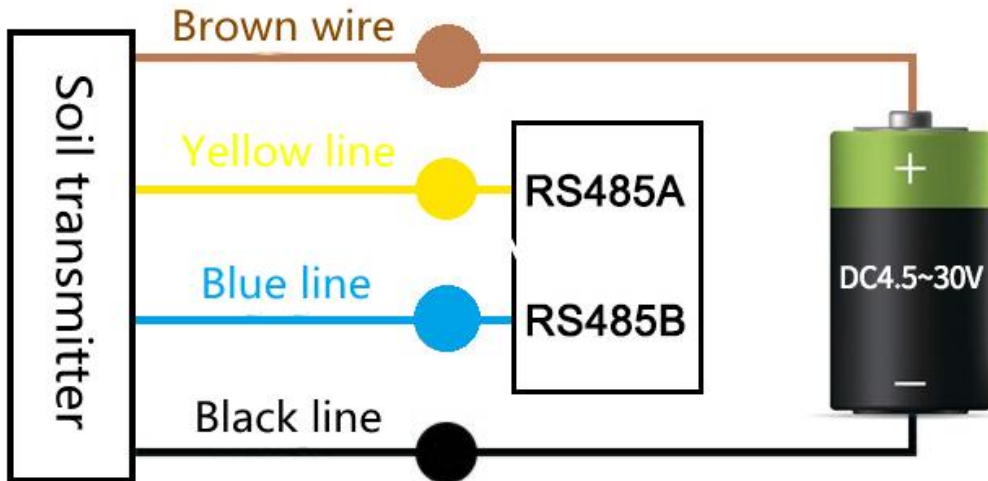 Brown wire
Soil transmitter
Yellow line
RS485A
+
Blue line
DC4.5~30V
RS485B
Black line
−